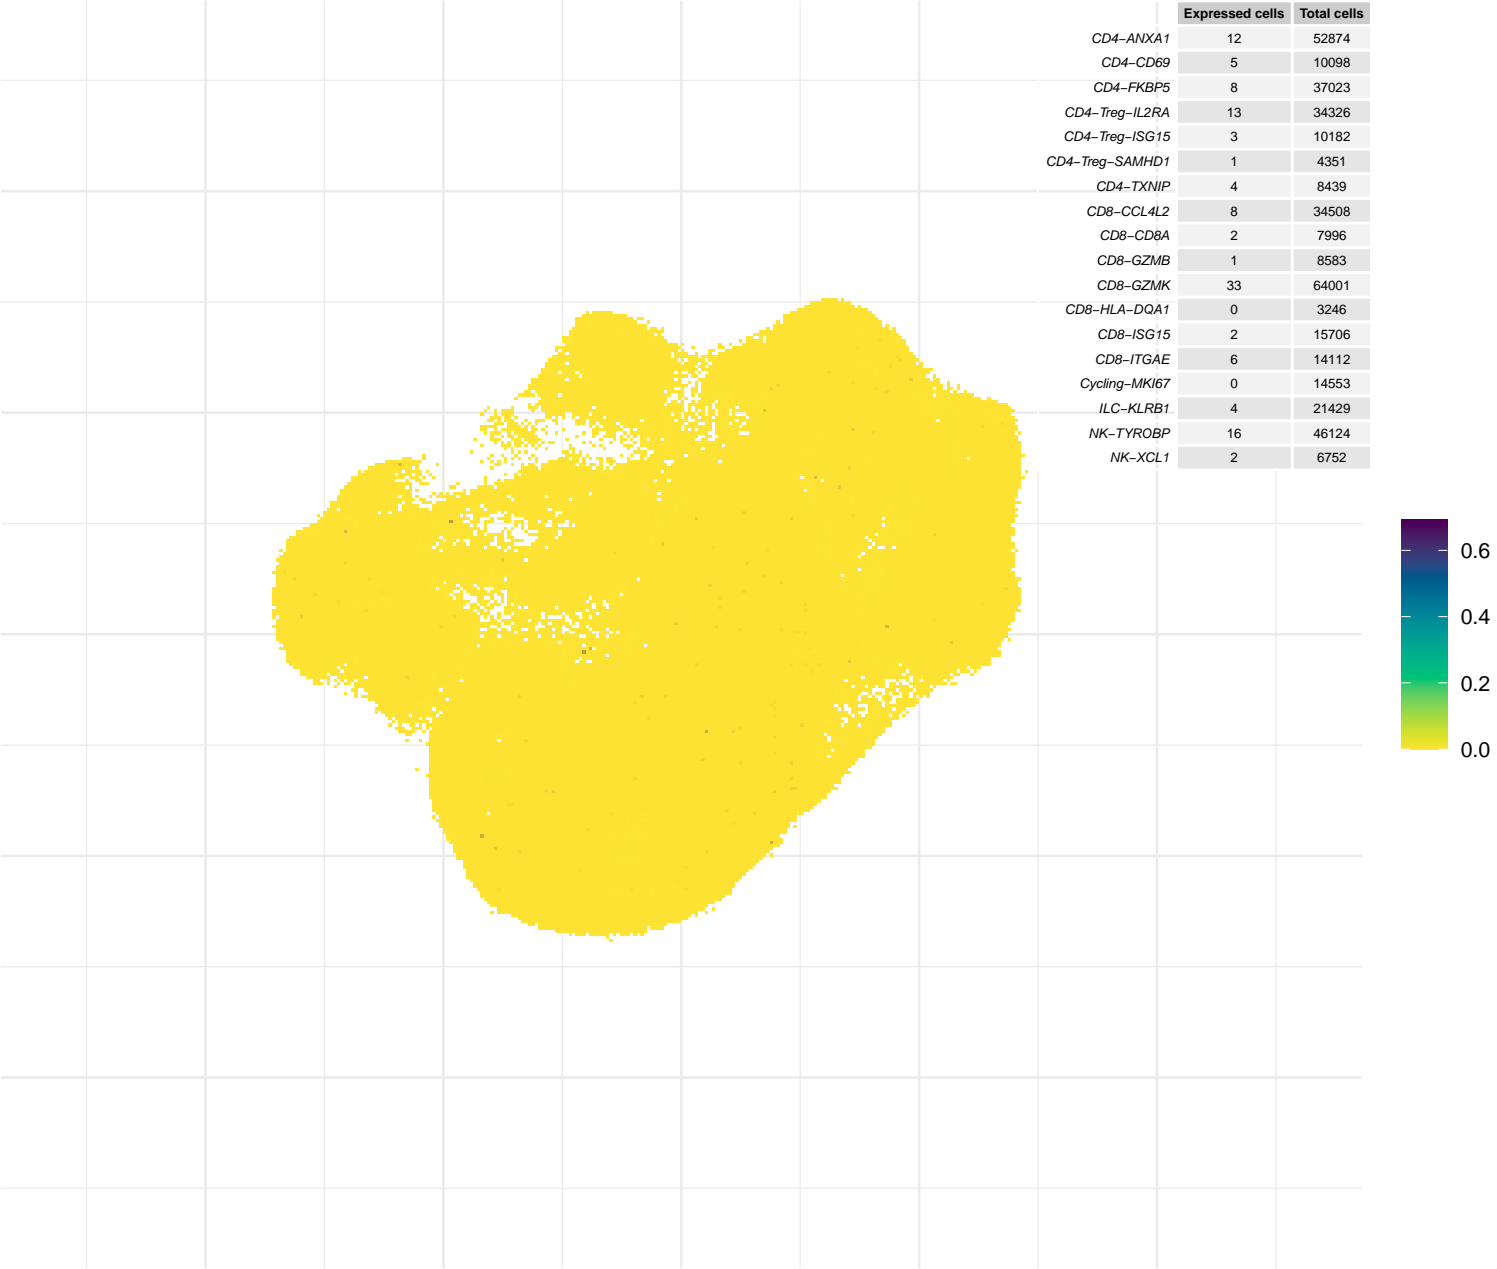 Expressed cells Total cells
CD4−ANXA1 12 52874
CD4−CD69 5 10098
CD4−FKBP5 8 37023
CD4−Treg−IL2RA 13 34326
CD4−Treg−ISG15 3 10182
CD4−Treg−SAMHD1 1 4351
CD4−TXNIP 4 8439
CD8−CCL4L2 8 34508
CD8−CD8A 2 7996
CD8−GZMB 1 8583
CD8−GZMK 33 64001
CD8−HLA−DQA1 0 3246
CD8−ISG15 2 15706
CD8−ITGAE 6 14112
Cycling−MKI67 0 14553
ILC−KLRB1 4 21429
NK−TYROBP 16 46124
NK−XCL1 2 6752
0.6
0.4
0.2
0.0